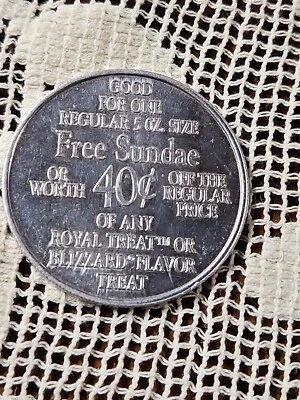 GOOD
FOR ONE
REGULAR 5 OZ. SIZE
Free Sundae
OR WORTH 40¢ OFF THE REGULAR PRICE
OF ANY
ROYAL TREAT™ OR
BLIZZARD® FLAVOR
TREAT